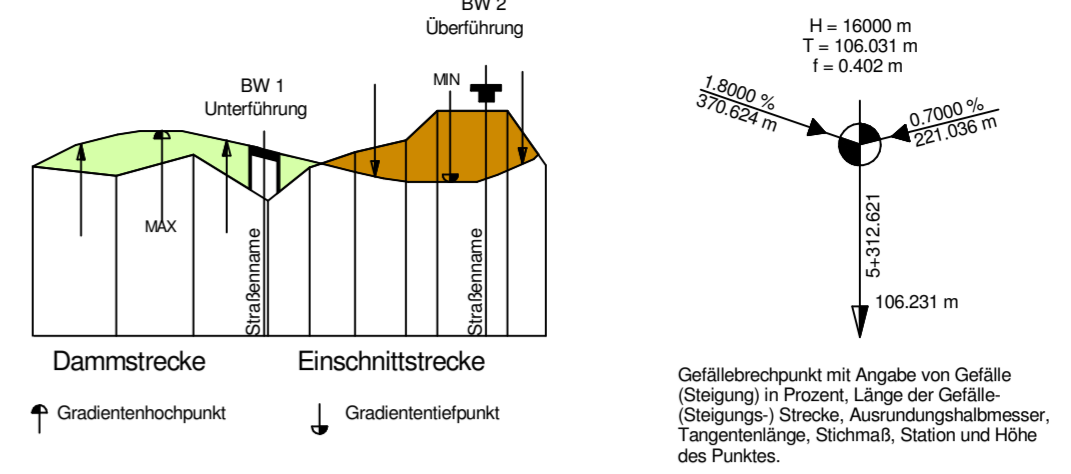 BW 2
Überführung
BW 1
Unterführung
MIN
MAX
Straßenname
Straßenname
Dammstrecke
Einschnittstrecke
Gradientenhochpunkt
Gradiententiefpunkt
H = 16000 m
T = 106.031 m
f = 0.402 m
1.8000 %
370.624 m
0.7000 %
221.036 m
5+312.621
106.231 m
Gefällebrechpunkt mit Angabe von Gefälle
(Steigung) in Prozent, Länge der Gefälle-
(Steigungs-) Strecke, Ausrundungshalbmesser,
Tangentenlänge, Stichmaß, Station und Höhe
des Punktes.